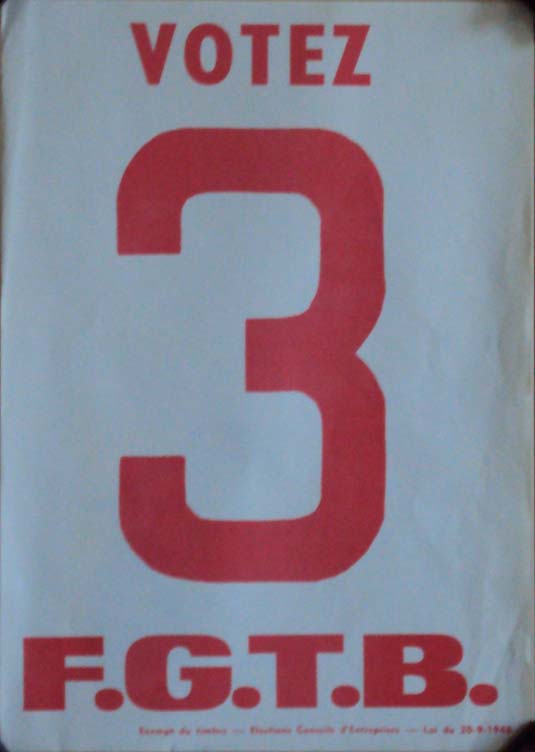 VOTEZ
3
F.G.T.B.
Exempt du timbre — Elections Conseils d'Entreprises — Loi du 20-9-1948